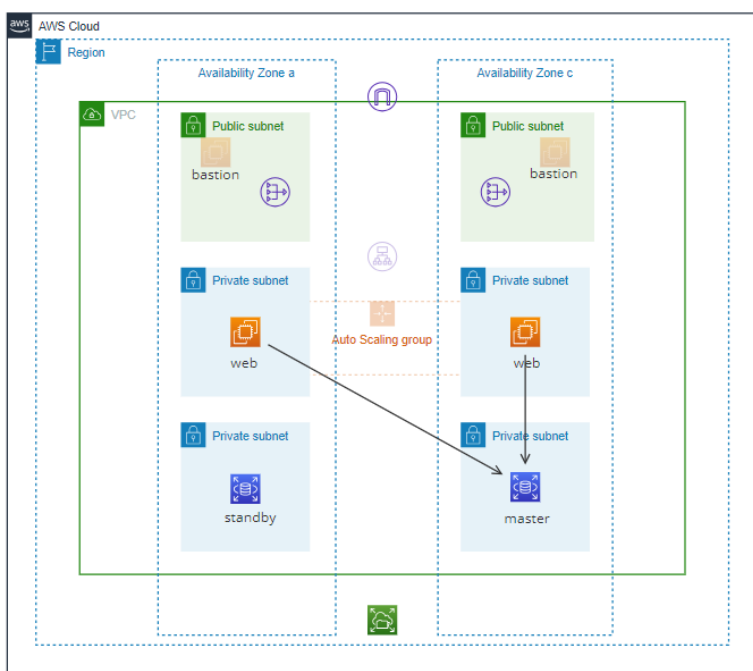 aws
AWS Cloud
Region
Availability Zone a
Availability Zone c
VPC
Public subnet
Public subnet
bastion
bastion
Private subnet
Private subnet
Auto Scaling group
web
web
Private subnet
Private subnet
standby
master